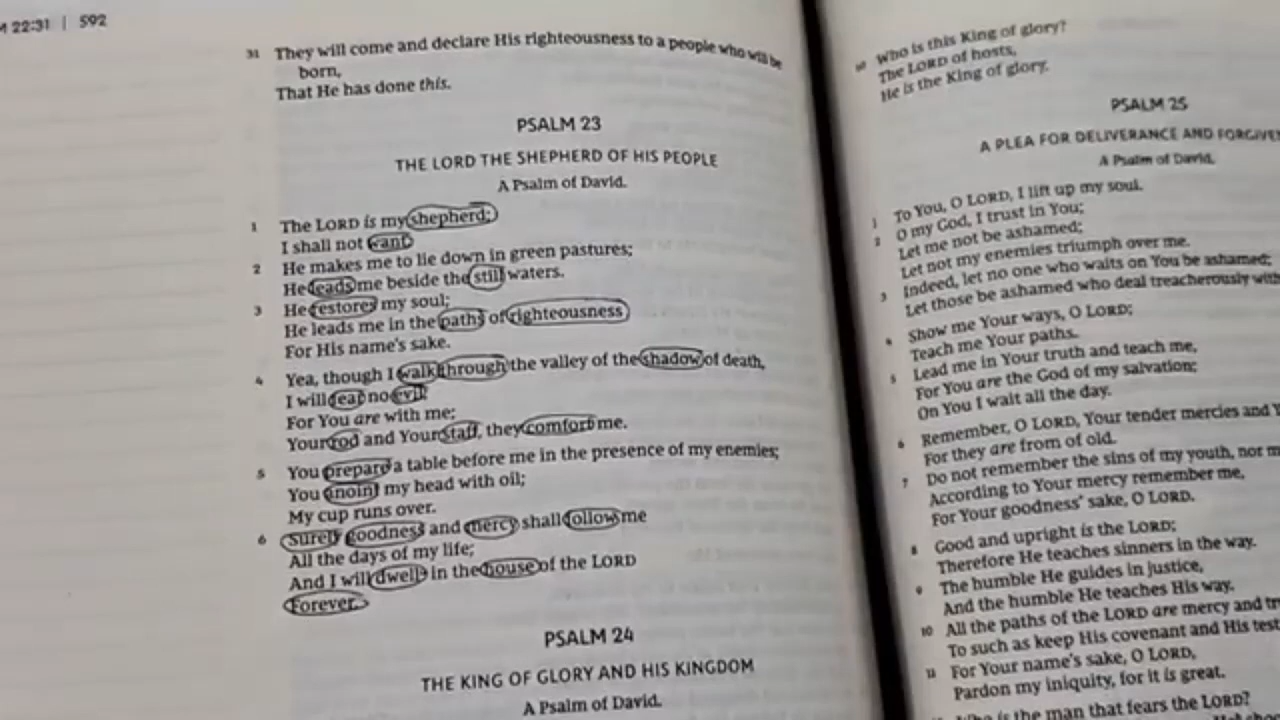 22:31 | 592
31 They will come and declare His righteousness to a people who will be
born,
That He has done this.
PSALM 23
THE LORD THE SHEPHERD OF HIS PEOPLE
A Psalm of David.
1 The LORD is my shepherd;
I shall not want.
2 He makes me to lie down in green pastures;
He leads me beside the still waters.
3 He restores my soul;
He leads me in the paths of righteousness
For His name's sake.
4 Yea, though I walk through the valley of the shadow of death,
I will fear no evil;
For You are with me;
Your rod and Your staff, they comfort me.
5 You prepare a table before me in the presence of my enemies;
You anoint my head with oil;
My cup runs over.
6 Surely goodness and mercy shall follow me
All the days of my life;
And I will dwell in the house of the LORD
Forever.
PSALM 24
THE KING OF GLORY AND HIS KINGDOM
A Psalm of David.
10 Who is this King of glory?
The LORD of hosts,
He is the King of glory.
PSALM 25
A PLEA FOR DELIVERANCE AND
A Psalm of David.
1 To You, O LORD, I lift up my soul.
2 O my God, I trust in You;
Let me not be ashamed;
Let not my enemies triumph over me.
3 Indeed, let no one who waits on You be ashamed;
Let those be ashamed who deal treacherously
4 Show me Your ways, O LORD;
Teach me Your paths.
5 Lead me in Your truth and teach me,
For You are the God of my salvation;
On You I wait all the day.
6 Remember, O LORD, Your tender mercies and
For they are from of old.
7 Do not remember the sins of my youth, nor
According to Your mercy remember me,
For Your goodness' sake, O LORD.
8 Good and upright is the LORD;
Therefore He teaches sinners in the way.
9 The humble He guides in justice,
And the humble He teaches His way.
10 All the paths of the LORD are mercy and
To such as keep His covenant and His
11 For Your name's sake, O LORD,
Pardon my iniquity, for it is great.
is the man that fears the LORD?